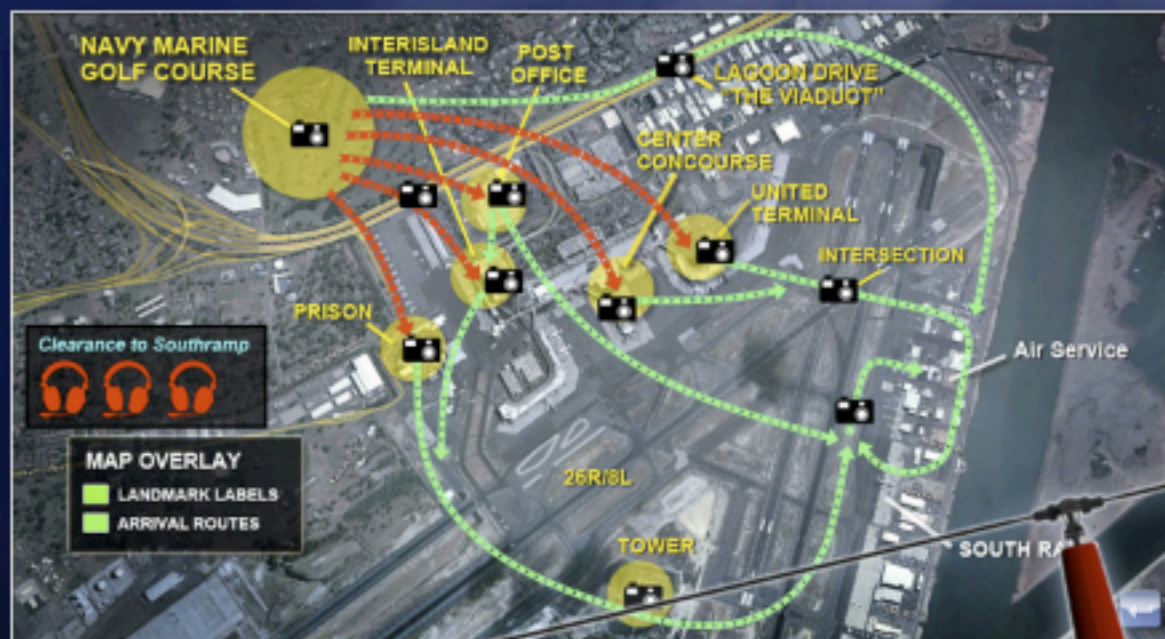 NAVY MARINE
GOLF COURSE
INTERISLAND
TERMINAL
POST
OFFICE
LAGOON DRIVE
"THE VIADUCT"
CENTER
CONCOURSE
UNITED
TERMINAL
INTERSECTION
PRISON
Clearance to Southramp
Air Service
MAP OVERLAY
LANDMARK LABELS
ARRIVAL ROUTES
26R/8L
TOWER
SOUTH